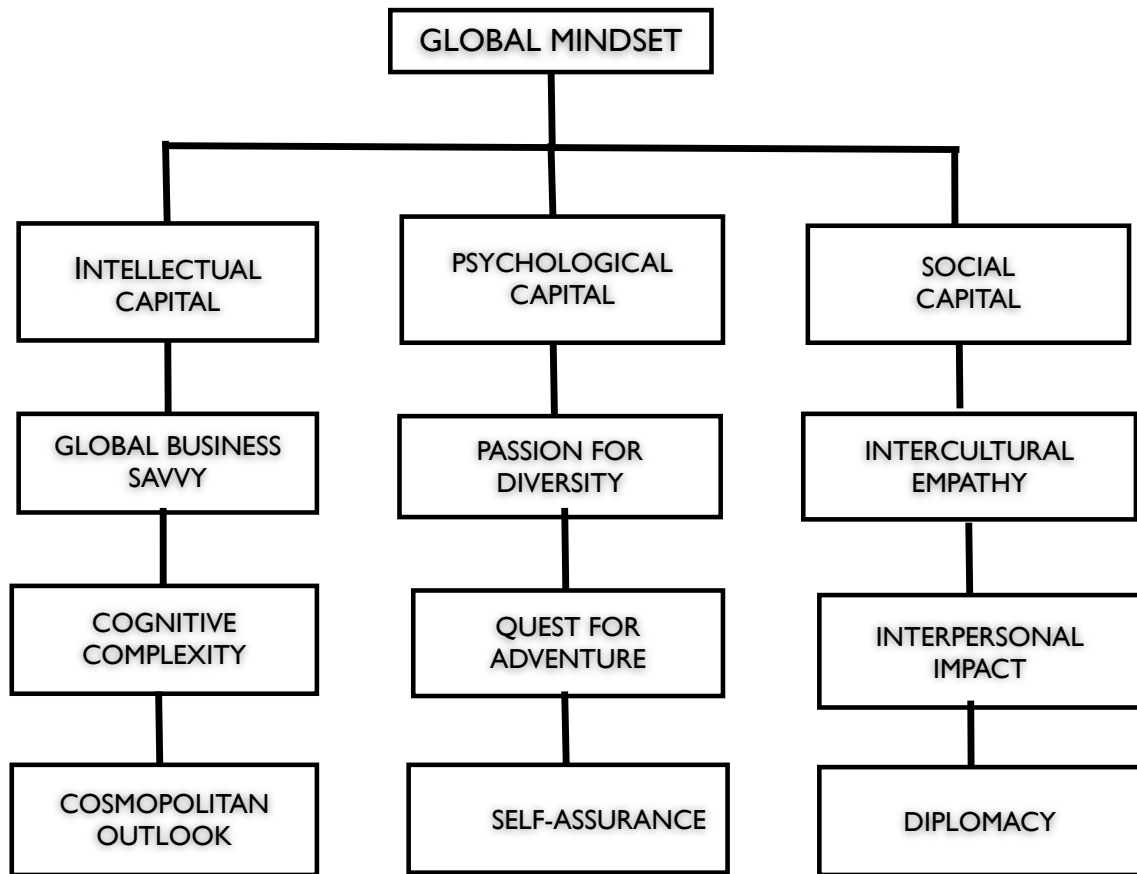 GLOBAL MINDSET
INTELLECTUAL
CAPITAL
PSYCHOLOGICAL
CAPITAL
SOCIAL
CAPITAL
GLOBAL BUSINESS
SAVVY
PASSION FOR
DIVERSITY
INTERCULTURAL
EMPATHY
COGNITIVE
COMPLEXITY
QUEST FOR
ADVENTURE
INTERPERSONAL
IMPACT
COSMOPOLITAN
OUTLOOK
SELF-ASSURANCE
DIPLOMACY